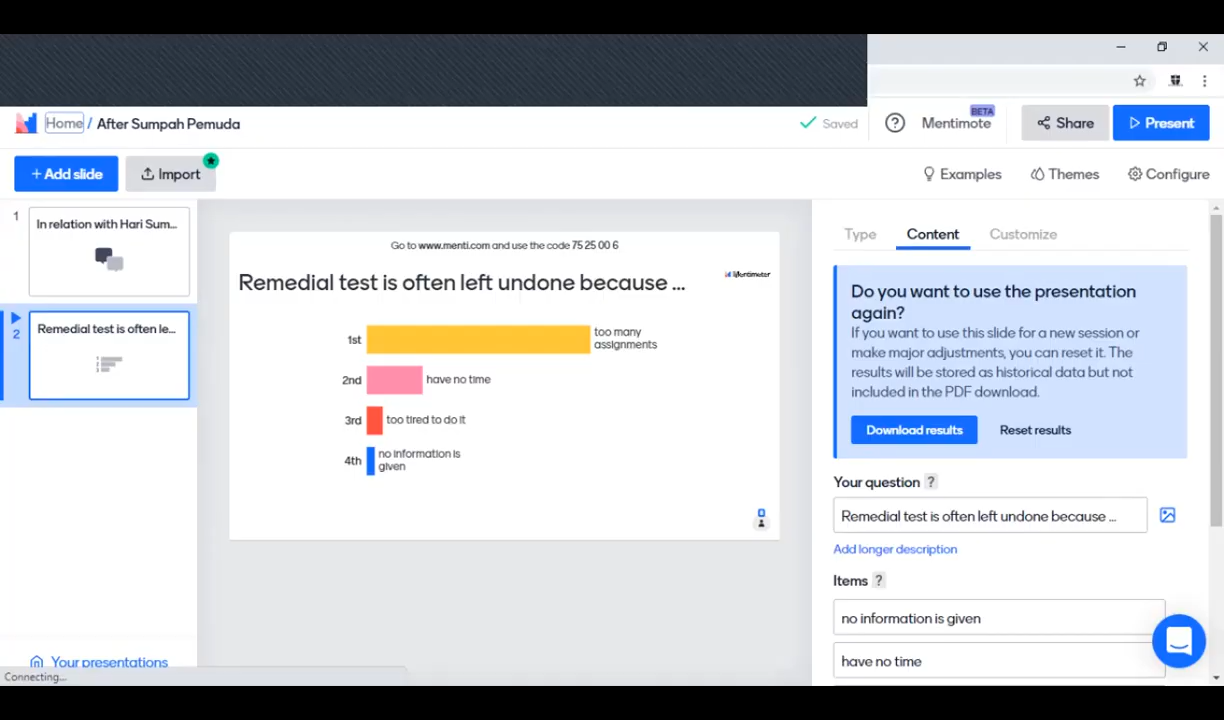 Home / After Sumpah Pemuda
Saved
?
Mentimote
BETA
Share
Present
+ Add slide
Import
Examples
Themes
Configure
1
In relation with Hari Sum...
2
Remedial test is often le...
Your presentations
Connecting...
Go to www.menti.com and use the code 75 25 00 6
Remedial test is often left undone because ...
Mentimeter
1st
too many
assignments
2nd
have no time
3rd
too tired to do it
4th
no information is
given
0
Type
Content
Customize
Do you want to use the presentation
again?
If you want to use this slide for a new session or
make major adjustments, you can reset it. The
results will be stored as historical data but not
included in the PDF download.
Download results
Reset results
Your question ?
Remedial test is often left undone because ...
Add longer description
Items ?
no information is given
have no time